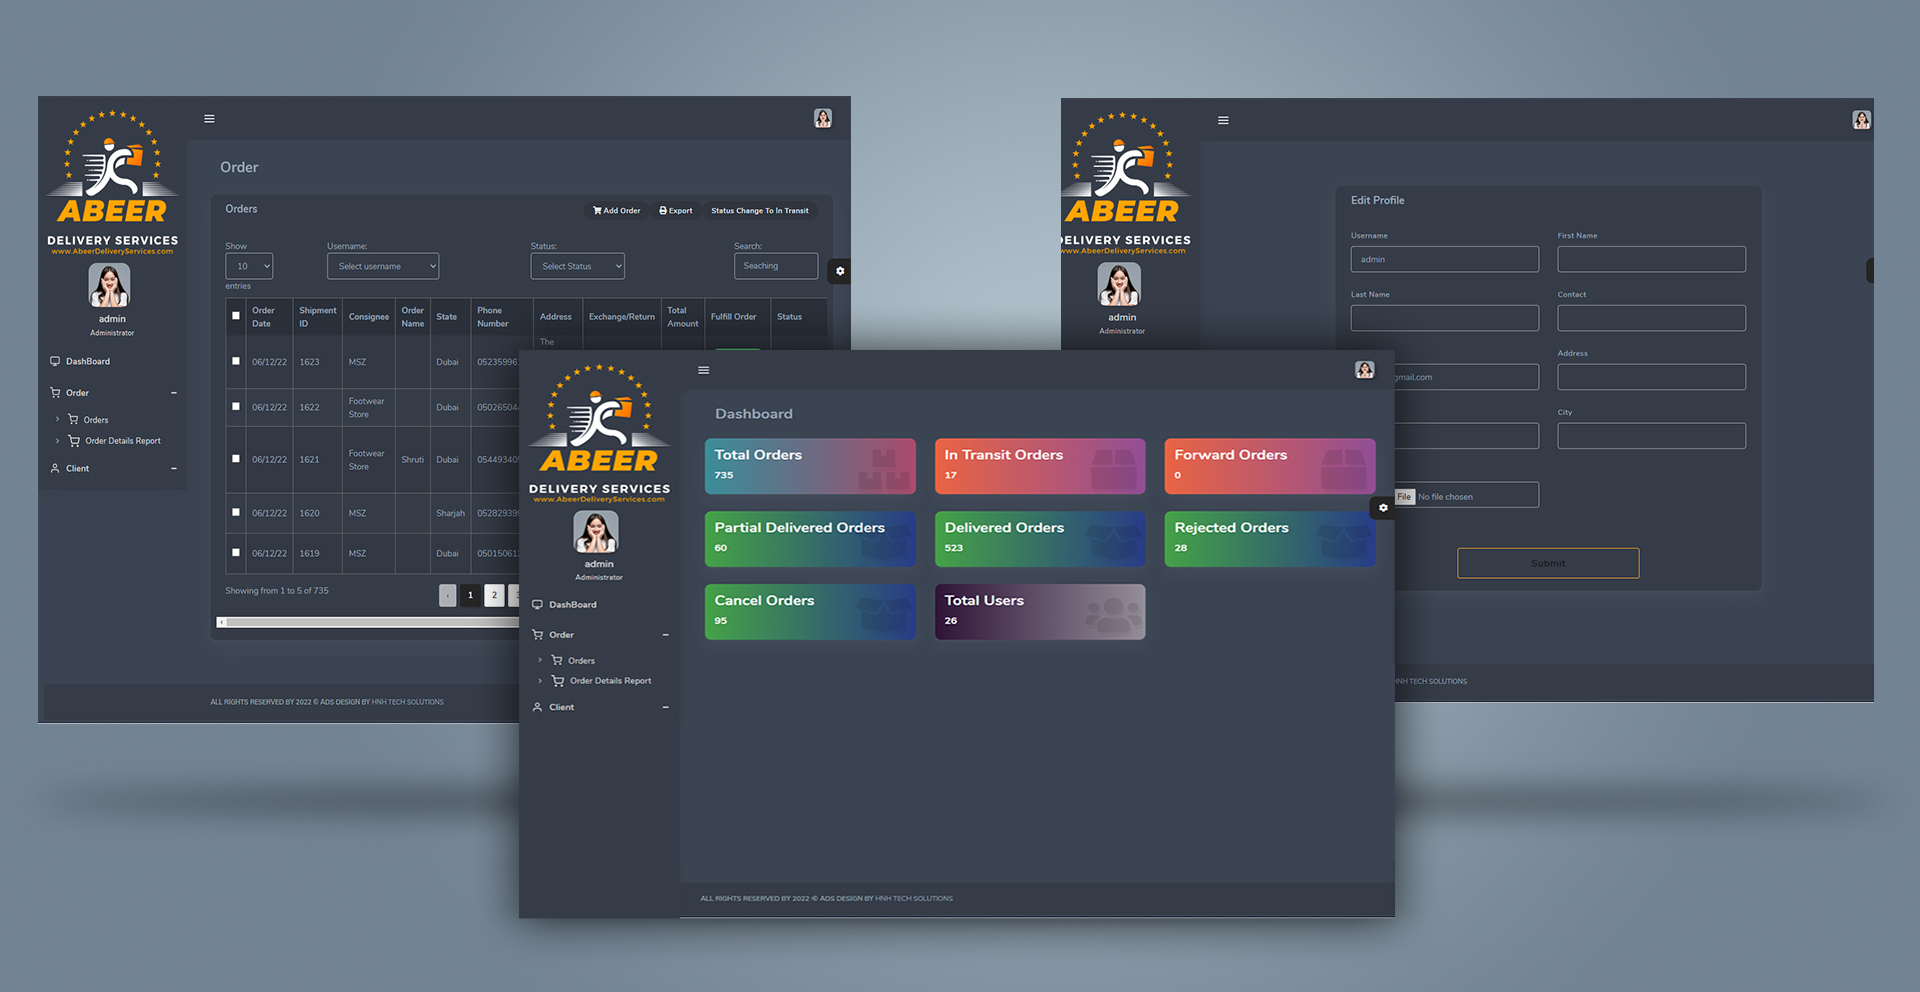 ABEER
DELIVERY SERVICES
www.AbeerDeliveryServices.com
admin
Administrator
DashBoard
Order
Orders
Order Details Report
Client
Order
Orders
Add Order
Export
Status Change To In Transit
Show
10
entries
Username:
Select username
Status:
Select Status
Search:
Seaching
Order Date Shipment ID Consignee Order Name State Phone Number Address Exchange/Return Total Amount Fulfill Order Status
The
06/12/22 1623 MSZ Dubai 05235996
06/12/22 1622 Footwear Store Dubai 05026504
06/12/22 1621 Footwear Store Shruti Dubai 05449340
06/12/22 1620 MSZ Sharjah 05282939
06/12/22 1619 MSZ Dubai 05015061
Showing from 1 to 5 of 735
‹ 1 2
ALL RIGHTS RESERVED BY 2022 © ADS DESIGN BY HNH TECH SOLUTIONS
ABEER
DELIVERY SERVICES
www.AbeerDeliveryServices.com
admin
Administrator
DashBoard
Order
Orders
Order Details Report
Client
Dashboard
Total Orders
735
In Transit Orders
17
Forward Orders
0
Partial Delivered Orders
60
Delivered Orders
523
Rejected Orders
28
Cancel Orders
95
Total Users
26
ALL RIGHTS RESERVED BY 2022 © ADS DESIGN BY HNH TECH SOLUTIONS
ABEER
ELIVERY SERVICES
www.AbeerDeliveryServices.com
admin
Administrator
Edit Profile
Username
admin
First Name
Last Name
Contact
gmail.com
Address
City
File No file chosen
Submit
HNH TECH SOLUTIONS